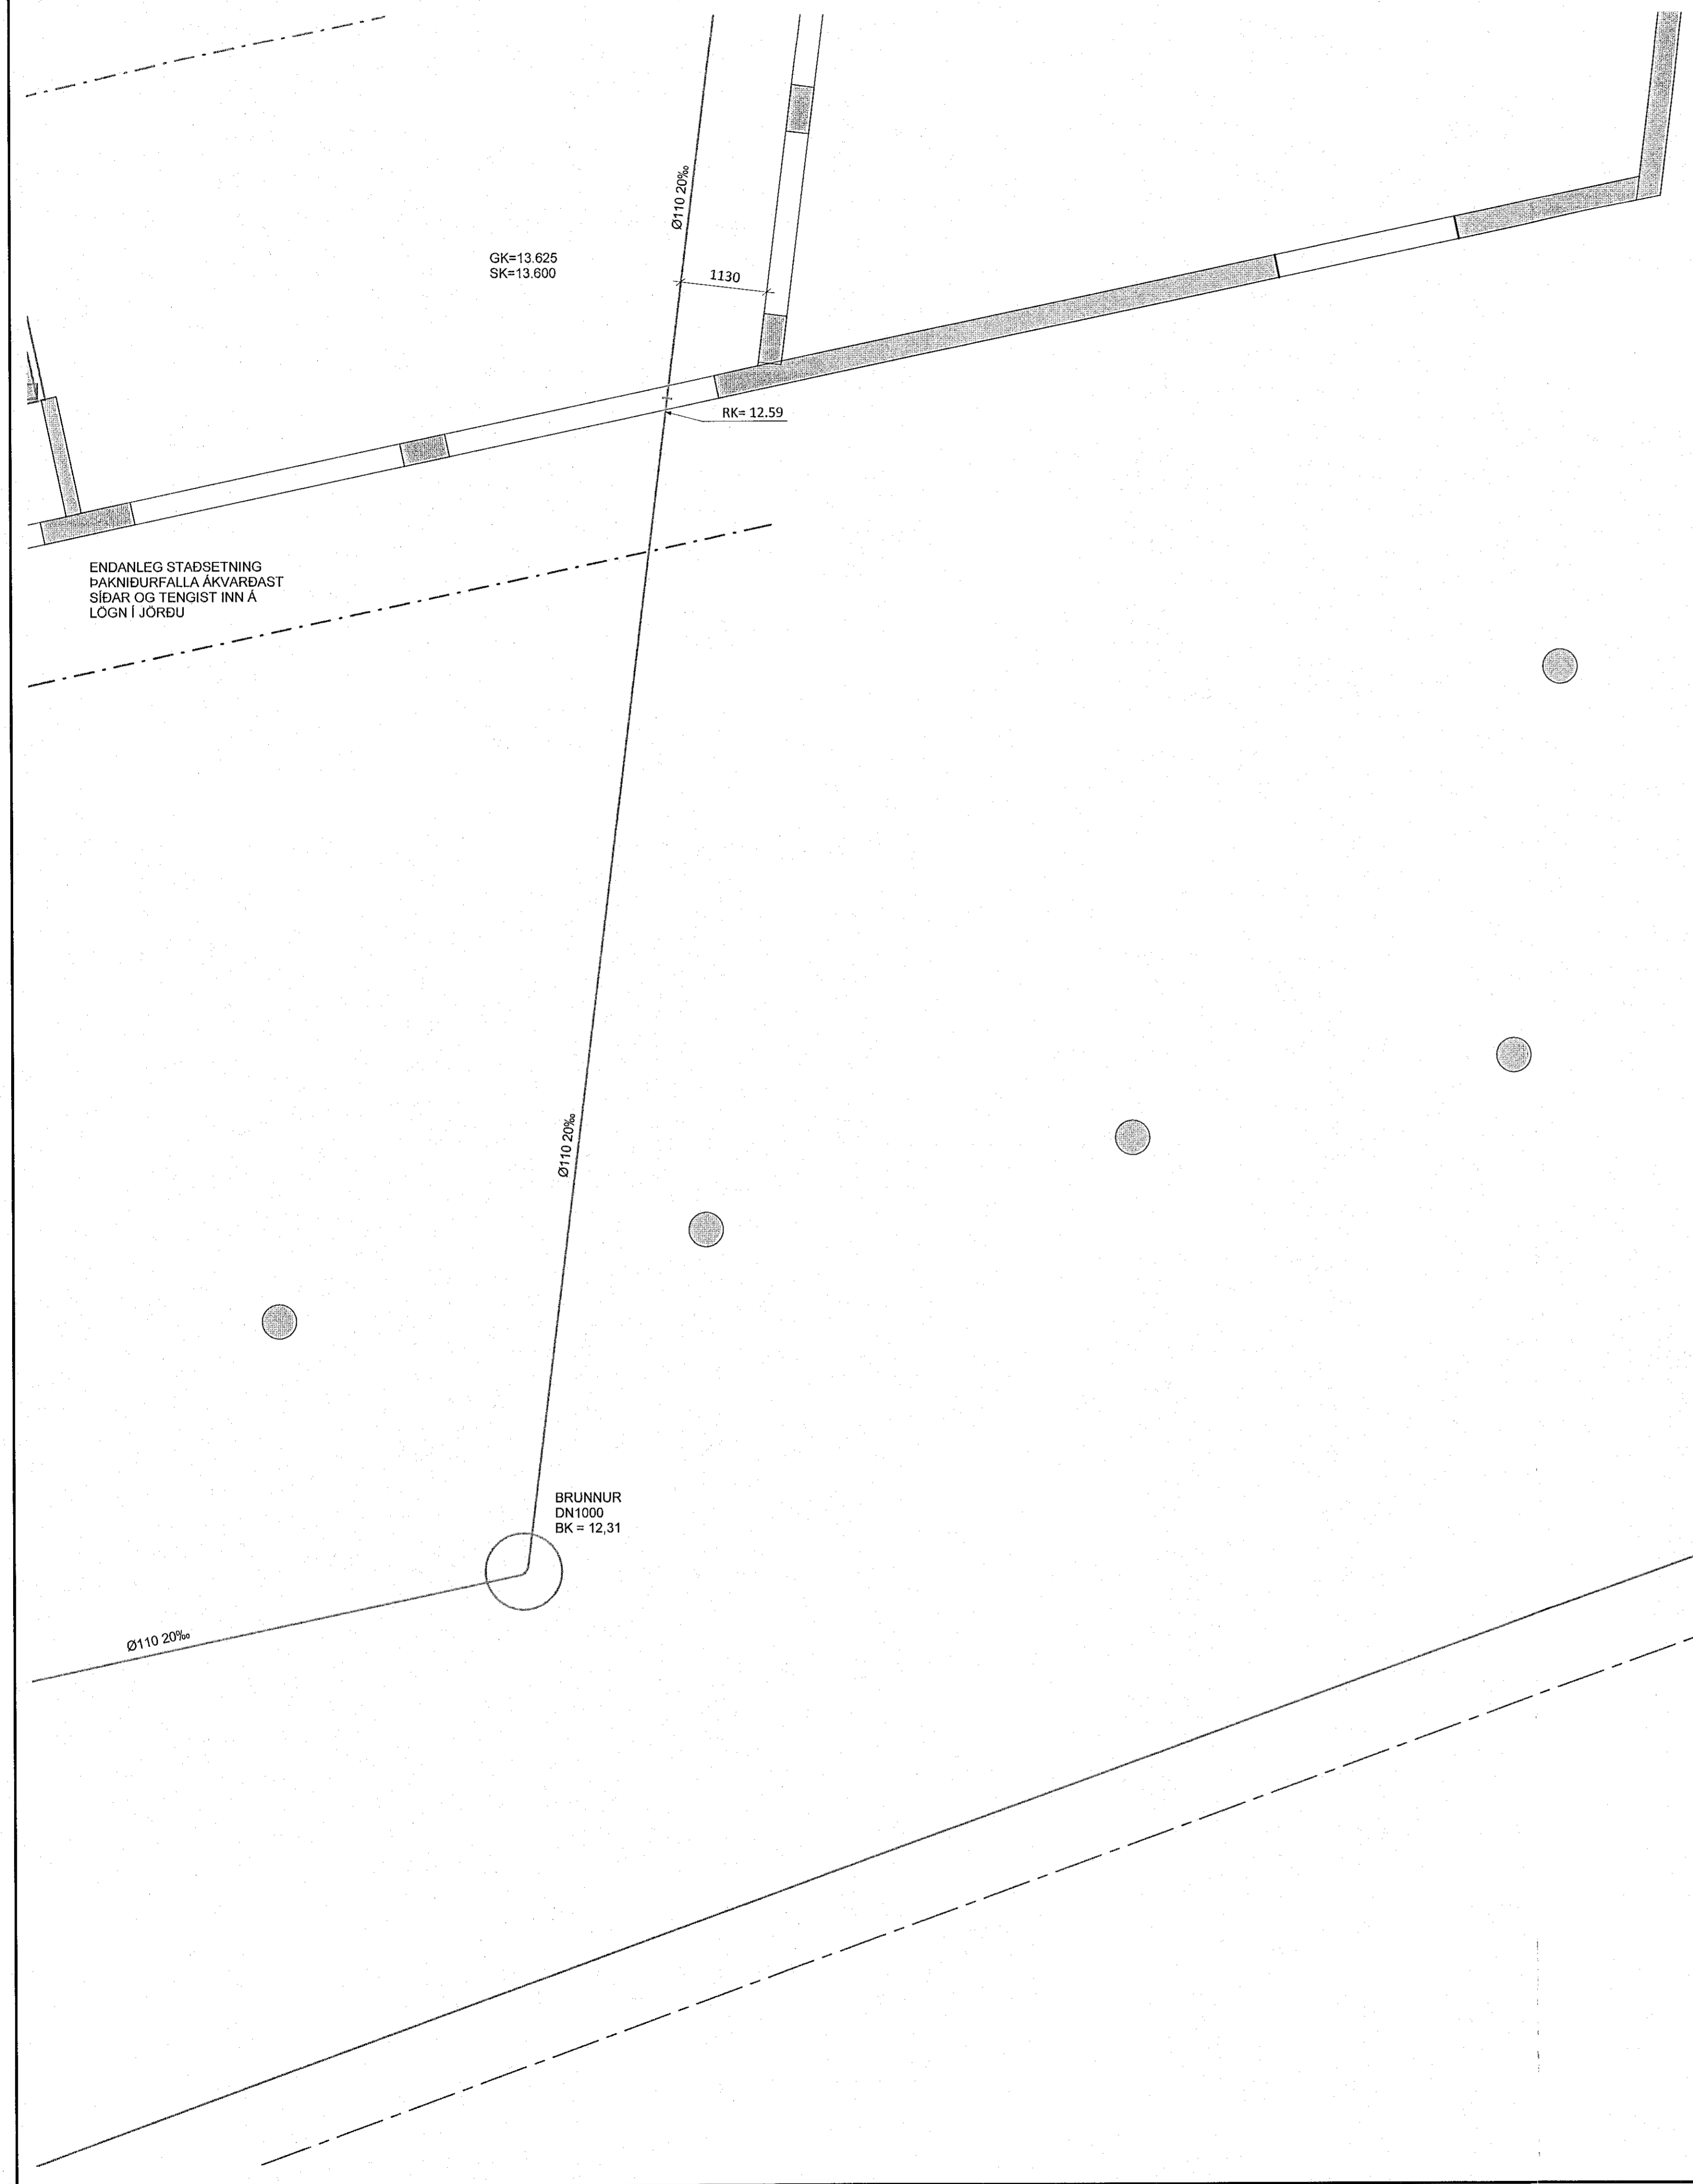 Ø110 20‰
GK=13.625
SK=13.600
1130
RK= 12.59
ENDANLEG STAÐSETNING
ÞAKNIÐURFALLA ÁKVARÐAST
SÍÐAR OG TENGIST INN Á
LÖGN Í JÖRÐU
Ø110 20‰
BRUNNUR
DN1000
BK = 12,31
Ø110 20‰